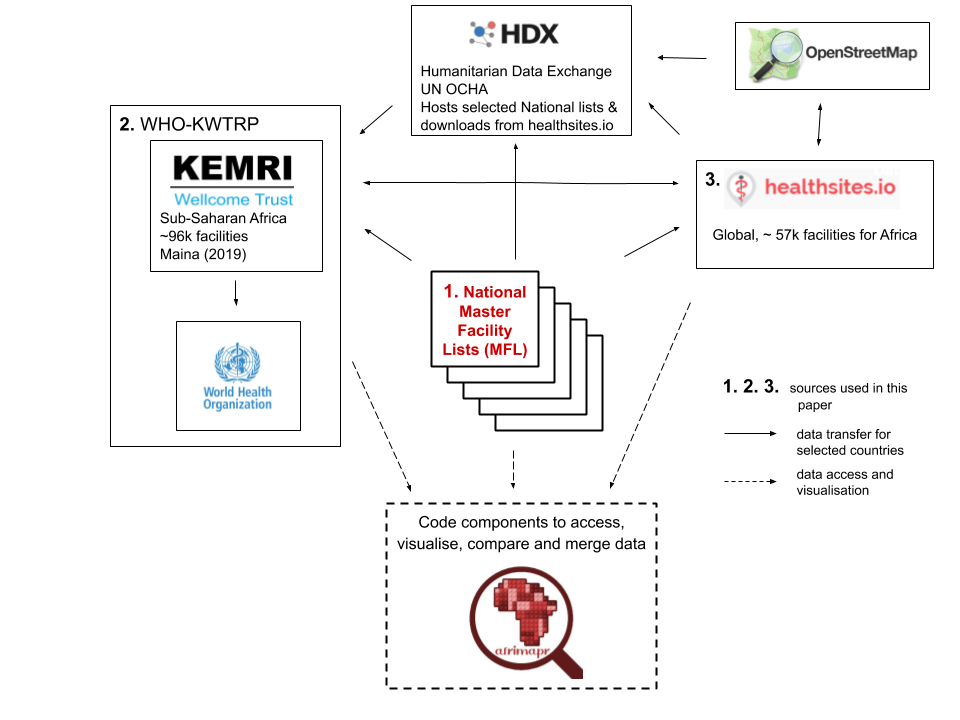 HDX
Humanitarian Data Exchange
UN OCHA
Hosts selected National lists &
downloads from healthsites.io
OpenStreetMap
2. WHO-KWTRP
KEMRI
Wellcome Trust
Sub-Saharan Africa
~96k facilities
Maina (2019)
World Health
Organization
3. healthsites.io
Global, ~ 57k facilities for Africa
1. National
Master
Facility
Lists (MFL)
1. 2. 3. sources used in this
paper
data transfer for
selected countries
data access and
visualisation
Code components to access,
visualise, compare and merge data
afrimapr